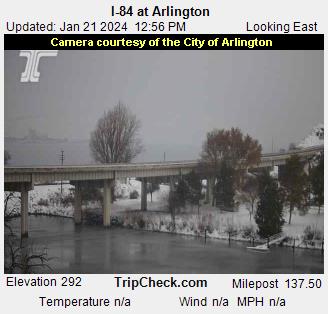 I-84 at Arlington
Updated: Jan 21 2024 12:56 PM Looking East
Camera courtesy of the City of Arlington
Elevation 292 TripCheck.com Milepost 137.50
Temperature n/a Wind n/a MPH n/a